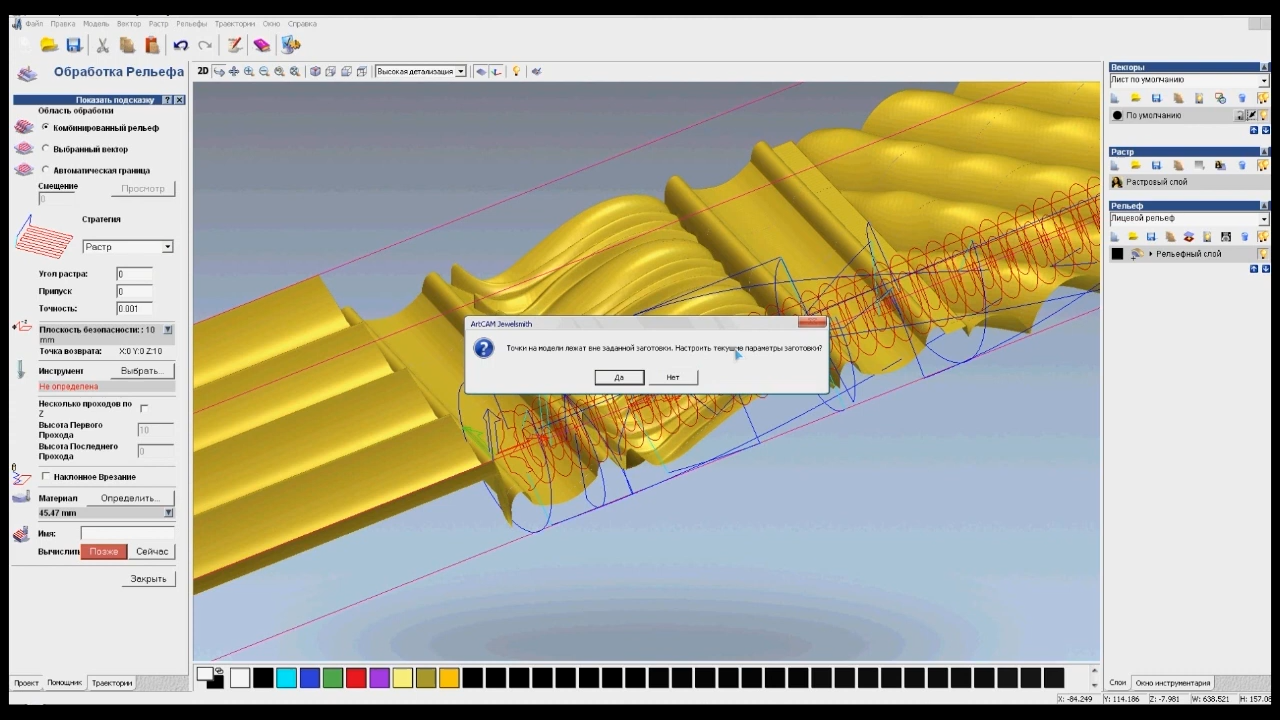 Файл Правка Модель Вектор Растр Рельефы Траектории Окно Справка
Обработка Рельефа
2D
Высокая детализация
Показать подсказку ? X
Область обработки
Комбинированный рельеф
Выбранный вектор
Автоматическая граница
Смещение
0
Просмотр
Стратегия
Растр
Угол растра: 0
Припуск 0
Точность: 0.001
Плоскость безопасности: : 10
mm
Точка возврата: X:0 Y:0 Z:10
Инструмент Выбрать...
Не определена
Несколько проходов по
Z
Высота Первого
Прохода
10
Высота Последнего
Прохода
0
Наклонное Врезание
Материал Определить...
45.47 mm
Имя:
Вычислить Позже Сейчас
Закрыть
Проект Помощник Траектории
ArtCAM Jewelsmith
Точки на модели лежат вне заданной заготовки. Настроить текущие параметры заготовки?
Да Нет
Векторы
Лист по умолчанию
По умолчанию
Растр
Растровый слой
Рельеф
Лицевой рельеф
Рельефный слой
Слои Окно инструментария
X: -84.249 Y: 114.186 Z: -7.981 W: 638.521 H: 157.0